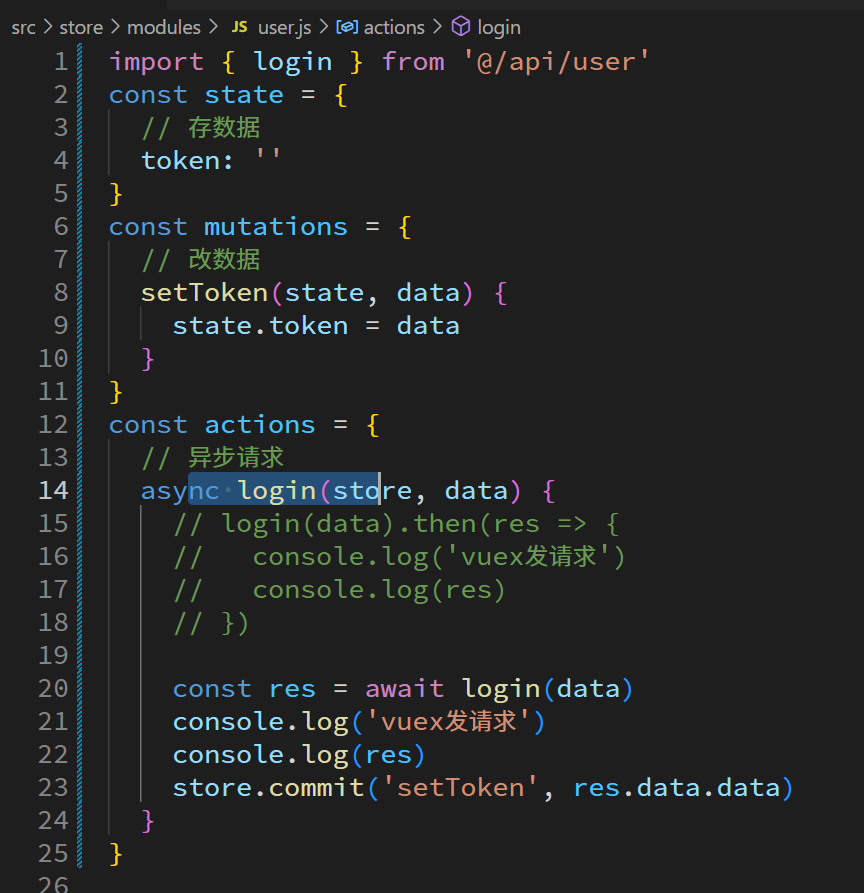 src > store > modules > JS user.js > actions > login
1 import { login } from '@/api/user'
2 const state = {
3   // 存数据
4   token: ''
5 }
6 const mutations = {
7   // 改数据
8   setToken(state, data) {
9     state.token = data
10   }
11 }
12 const actions = {
13   // 异步请求
14   async login(store, data) {
15     // login(data).then(res => {
16     //   console.log('vuex发请求')
17     //   console.log(res)
18     // })
19
20     const res = await login(data)
21     console.log('vuex发请求')
22     console.log(res)
23     store.commit('setToken', res.data.data)
24   }
25 }
26